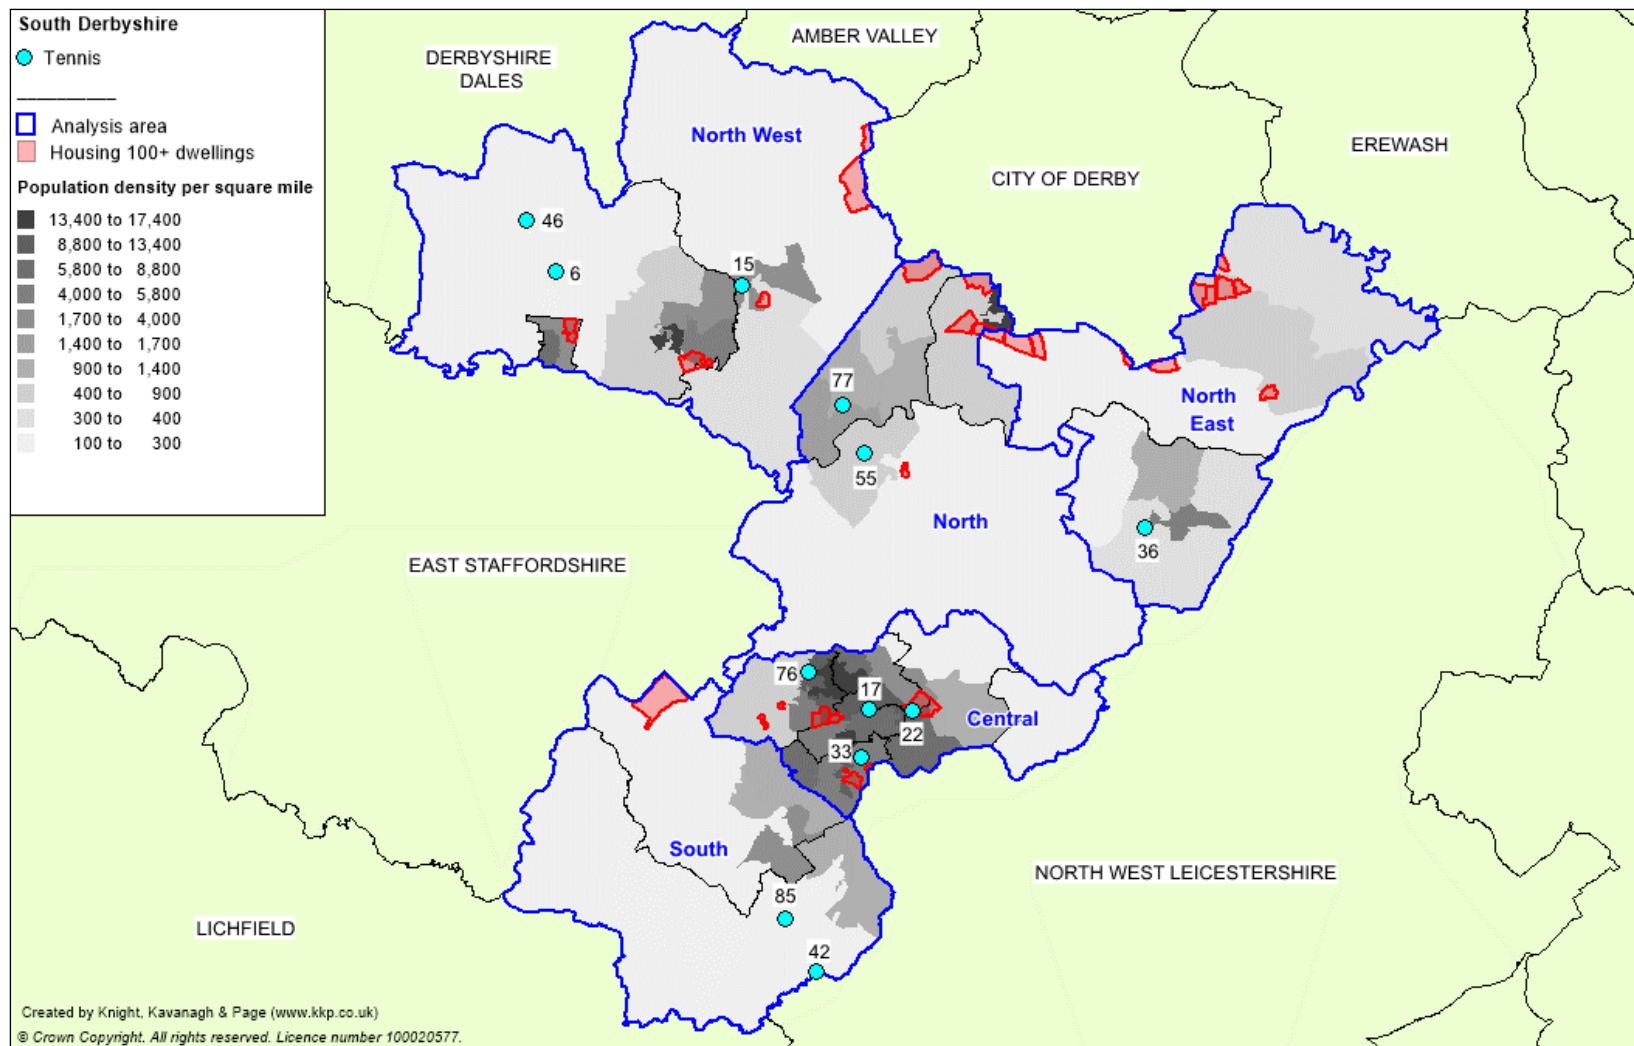 South Derbyshire
Tennis
Analysis area
Housing 100+ dwellings
Population density per square mile
13,400 to 17,400
8,800 to 13,400
5,800 to 8,800
4,000 to 5,800
1,700 to 4,000
1,400 to 1,700
900 to 1,400
400 to 900
300 to 400
100 to 300
DERBYSHIRE
DALES
AMBER VALLEY
EREWASH
CITY OF DERBY
North West
46
6
15
77
55
North
East
North
36
EAST STAFFORDSHIRE
76
17
22
33
Central
South
85
42
NORTH WEST LEICESTERSHIRE
LICHFIELD
Created by Knight, Kavanagh & Page (www.kkp.co.uk)
© Crown Copyright. All rights reserved. Licence number 100020577.